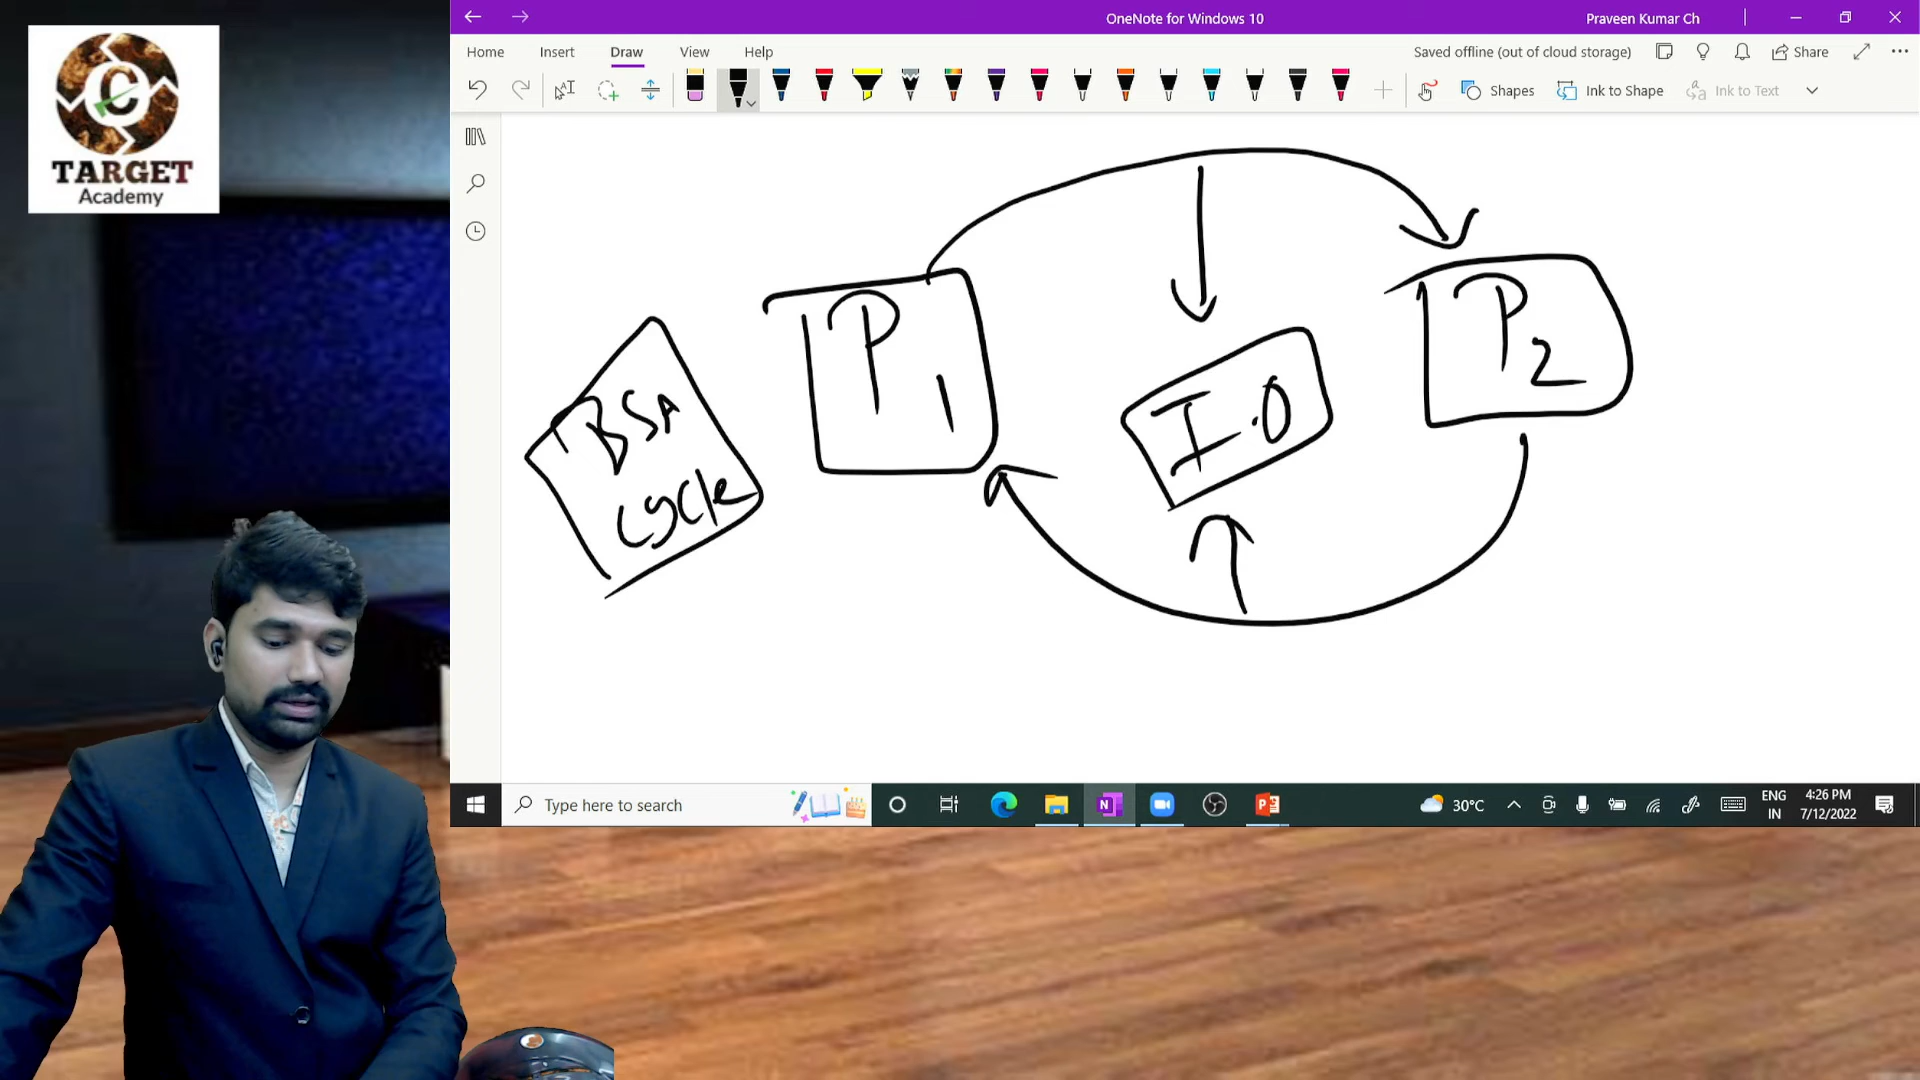 C
TARGET
Academy
OneNote for Windows 10
Praveen Kumar Ch
Home Insert Draw View Help
Saved offline (out of cloud storage)
Share
Shapes
Ink to Shape
Ink to Text
P1
P2
I.O
BSA
cycle
Type here to search
30°C
ENG
IN
4:26 PM
7/12/2022